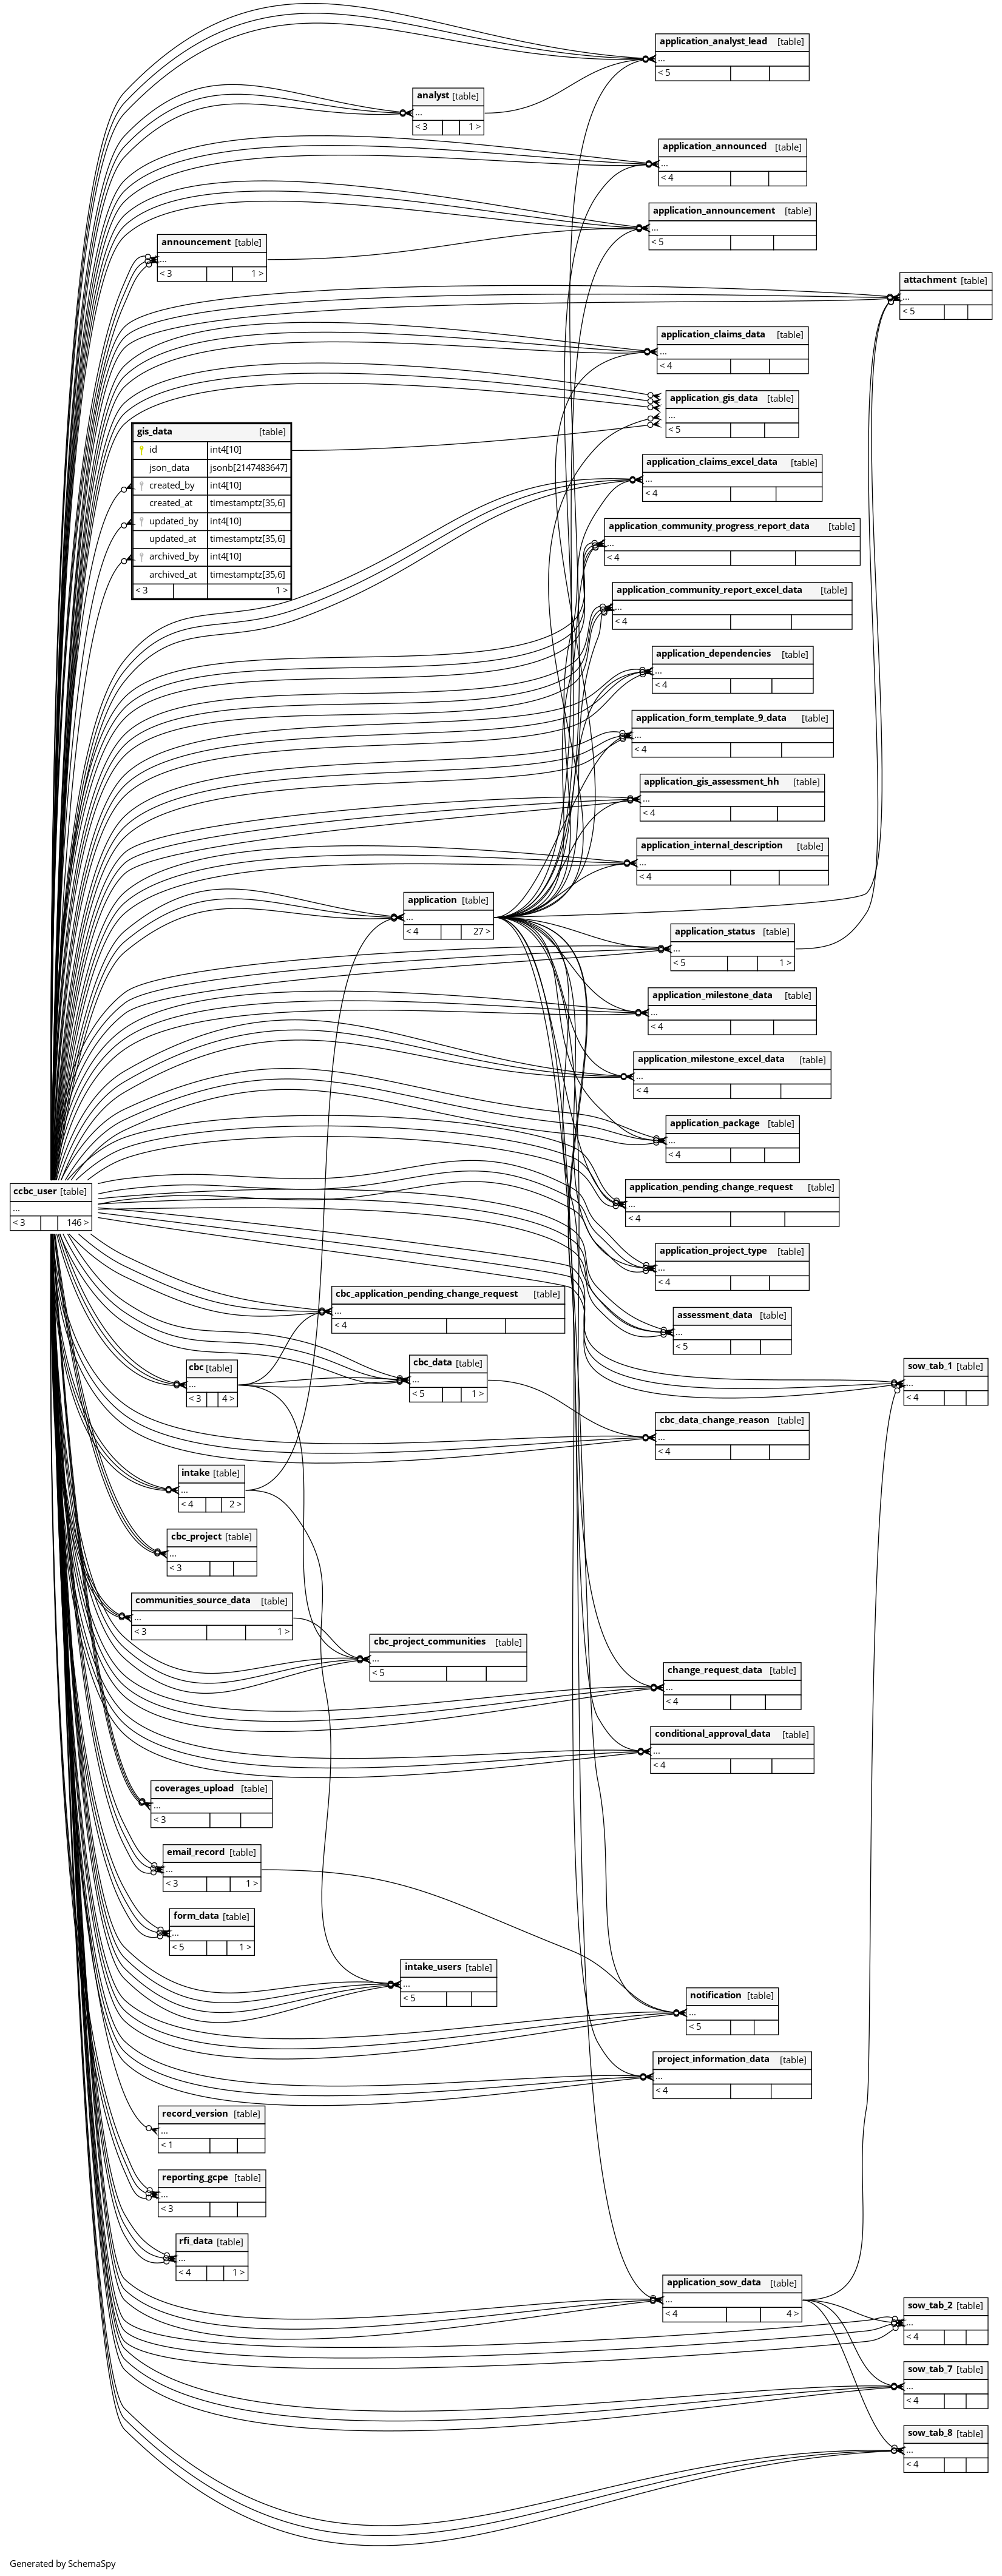 application_analyst_lead [table]
...
< 5
analyst [table]
...
< 3 1 >
application_announced [table]
...
< 4
application_announcement [table]
...
< 5
announcement [table]
...
< 3 1 >
attachment [table]
...
< 5
application_claims_data [table]
...
< 4
application_gis_data [table]
...
< 5
gis_data [table]
id int4[10]
json_data jsonb[2147483647]
created_by int4[10]
created_at timestamptz[35,6]
updated_by int4[10]
updated_at timestamptz[35,6]
archived_by int4[10]
archived_at timestamptz[35,6]
< 3 1 >
application_claims_excel_data [table]
...
< 4
application_community_progress_report_data [table]
...
< 4
application_community_report_excel_data [table]
...
< 4
application_dependencies [table]
...
< 4
application_form_template_9_data [table]
...
< 4
application_gis_assessment_hh [table]
...
< 4
application_internal_description [table]
...
< 4
application [table]
...
< 4 27 >
application_status [table]
...
< 5 1 >
application_milestone_data [table]
...
< 4
application_milestone_excel_data [table]
...
< 4
application_package [table]
...
< 4
application_pending_change_request [table]
...
< 4
ccbc_user [table]
...
< 3 146 >
application_project_type [table]
...
< 4
cbc_application_pending_change_request [table]
...
< 4
assessment_data [table]
...
< 5
cbc [table]
...
< 3 4 >
cbc_data [table]
...
< 5 1 >
sow_tab_1 [table]
...
< 4
cbc_data_change_reason [table]
...
< 4
intake [table]
...
< 4 2 >
cbc_project [table]
...
< 3
communities_source_data [table]
...
< 3 1 >
cbc_project_communities [table]
...
< 5
change_request_data [table]
...
< 4
conditional_approval_data [table]
...
< 4
coverages_upload [table]
...
< 3
email_record [table]
...
< 3 1 >
form_data [table]
...
< 5 1 >
intake_users [table]
...
< 5
notification [table]
...
< 5
project_information_data [table]
...
< 4
record_version [table]
...
< 1
reporting_gcpe [table]
...
< 3
rfi_data [table]
...
< 4 1 >
application_sow_data [table]
...
< 4 4 >
sow_tab_2 [table]
...
< 4
sow_tab_7 [table]
...
< 4
sow_tab_8 [table]
...
< 4
Generated by SchemaSpy